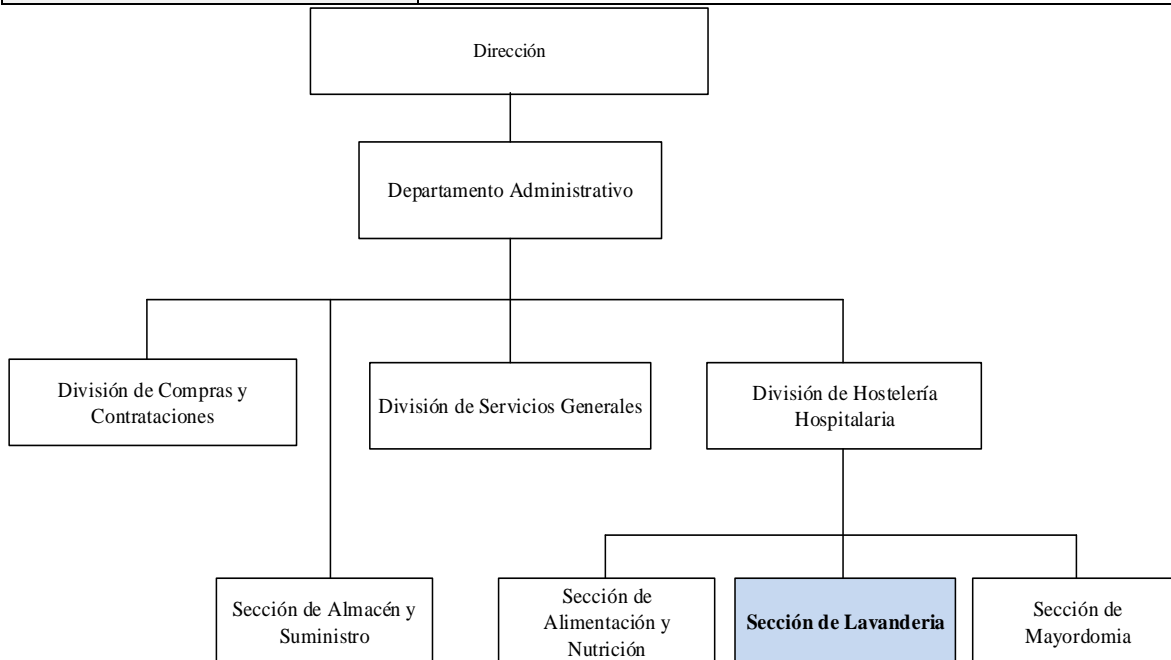 Dirección
Departamento Administrativo
División de Compras y
Contrataciones
División de Servicios Generales
División de Hostelería
Hospitalaria
Sección de Almacén y
Suministro
Sección de
Alimentación y
Nutrición
Sección de Lavanderia
Sección de
Mayordomia